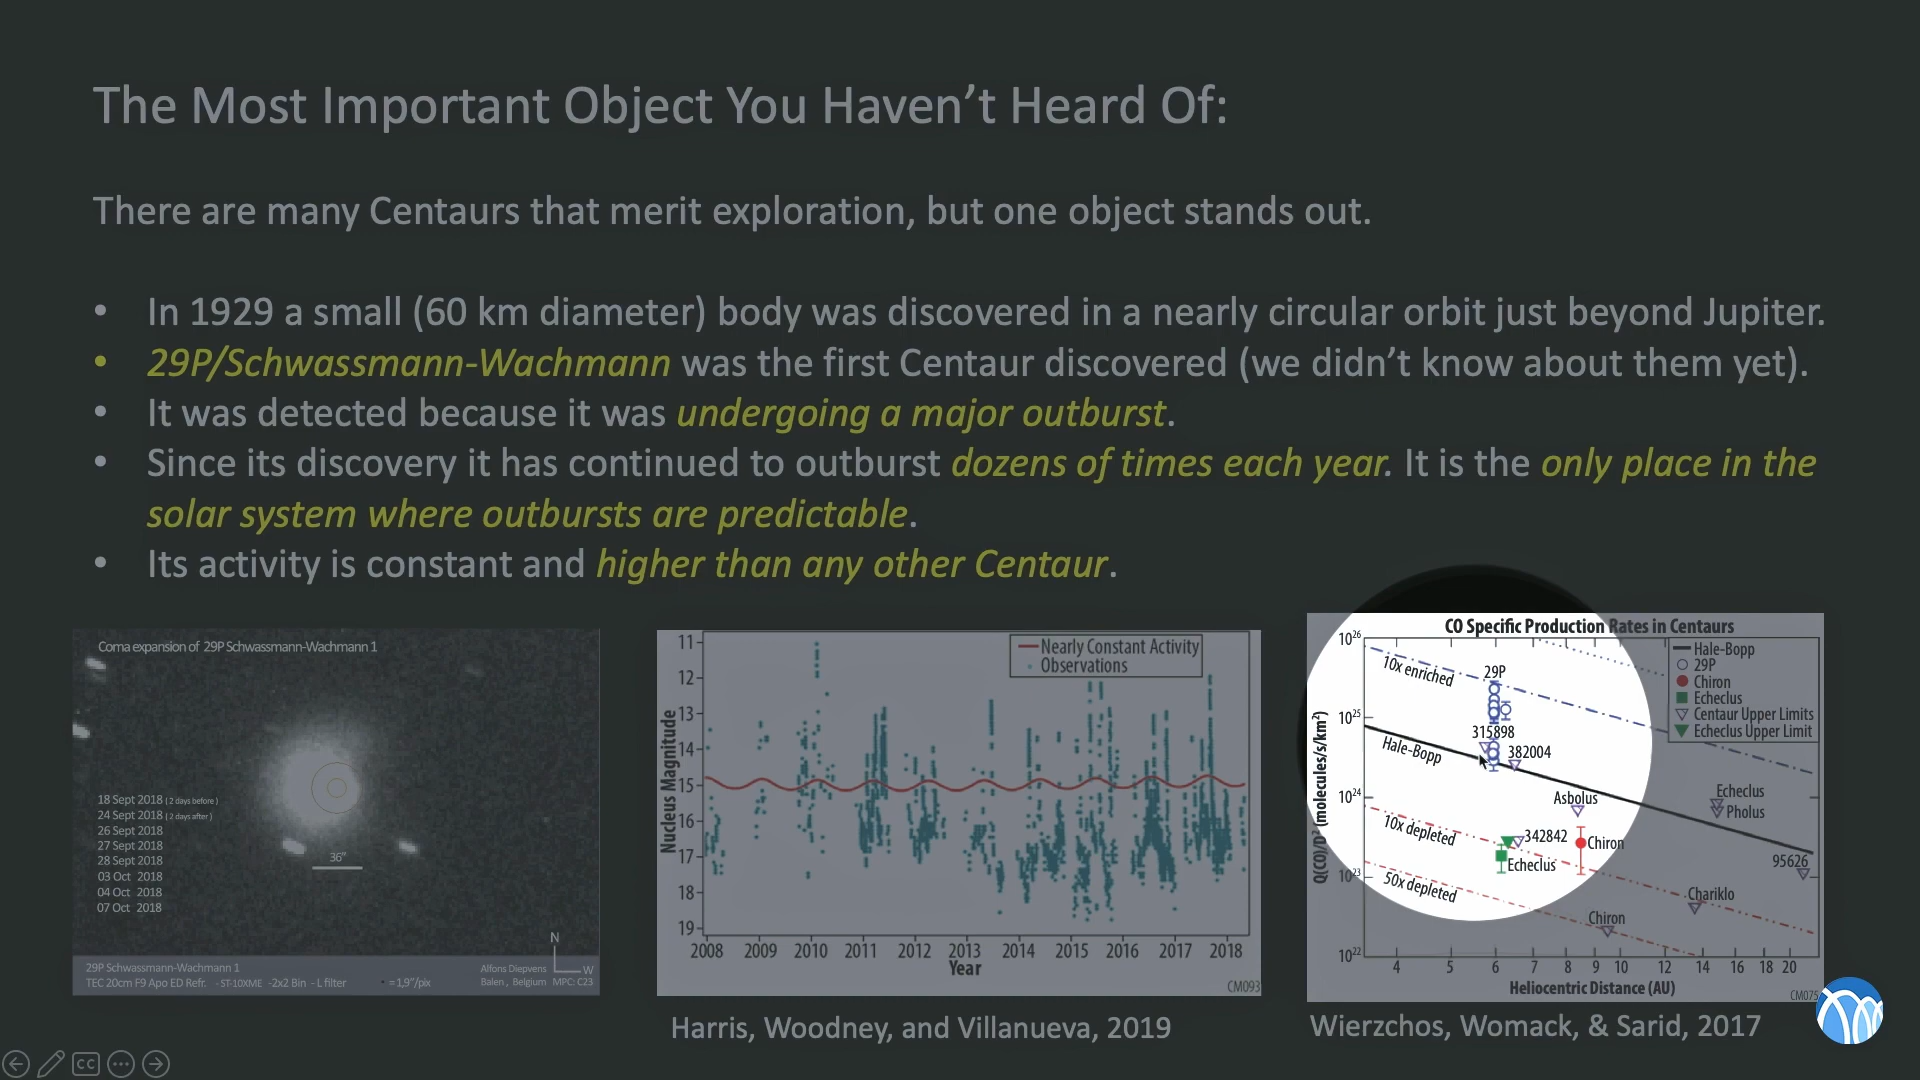 The Most Important Object You Haven't Heard Of:
There are many Centaurs that merit exploration, but one object stands out.
• In 1929 a small (60 km diameter) body was discovered in a nearly circular orbit just beyond Jupiter.
• 29P/Schwassmann-Wachmann was the first Centaur discovered (we didn't know about them yet).
• It was detected because it was undergoing a major outburst.
• Since its discovery it has continued to outburst dozens of times each year. It is the only place in the
solar system where outbursts are predictable.
• Its activity is constant and higher than any other Centaur.
Coma expansion of 29P Schwassmann-Wachmann 1
18 Sept 2018 (2 days before)
24 Sept 2018 (2 days after)
26 Sept 2018
27 Sept 2018
28 Sept 2018
03 Oct 2018
04 Oct 2018
07 Oct 2018
36"
N
W
29P Schwassmann-Wachmann 1
TEC 20cm F9 Apo ED Refr. - ST-10XME -2x2 Bin - L filter
= 1,9"/pix
Alfons Diepvens
Balen, Belgium MPC: C23
Nearly Constant Activity
Observations
Nucleus Magnitude
11
12
13
14
15
16
17
18
19
2008 2009 2010 2011 2012 2013 2014 2015 2016 2017 2018
Year
CM093
Harris, Woodney, and Villanueva, 2019
CO Specific Production Rates in Centaurs
Q(CO)/D² (molecules/s/km²)
10²⁶
10²⁵
10²⁴
10²³
10²²
Hale-Bopp
29P
Chiron
Echeclus
Centaur Upper Limits
Echeclus Upper Limit
10x enriched
29P
315898
382004
Hale-Bopp
Asbolus
Echeclus
Pholus
10x depleted
342842
Chiron
Echeclus
95626
50x depleted
Chariklo
Chiron
4 5 6 7 8 9 10 12 14 16 18 20
Heliocentric Distance (AU)
CM075
Wierzchos, Womack, & Sarid, 2017
CC